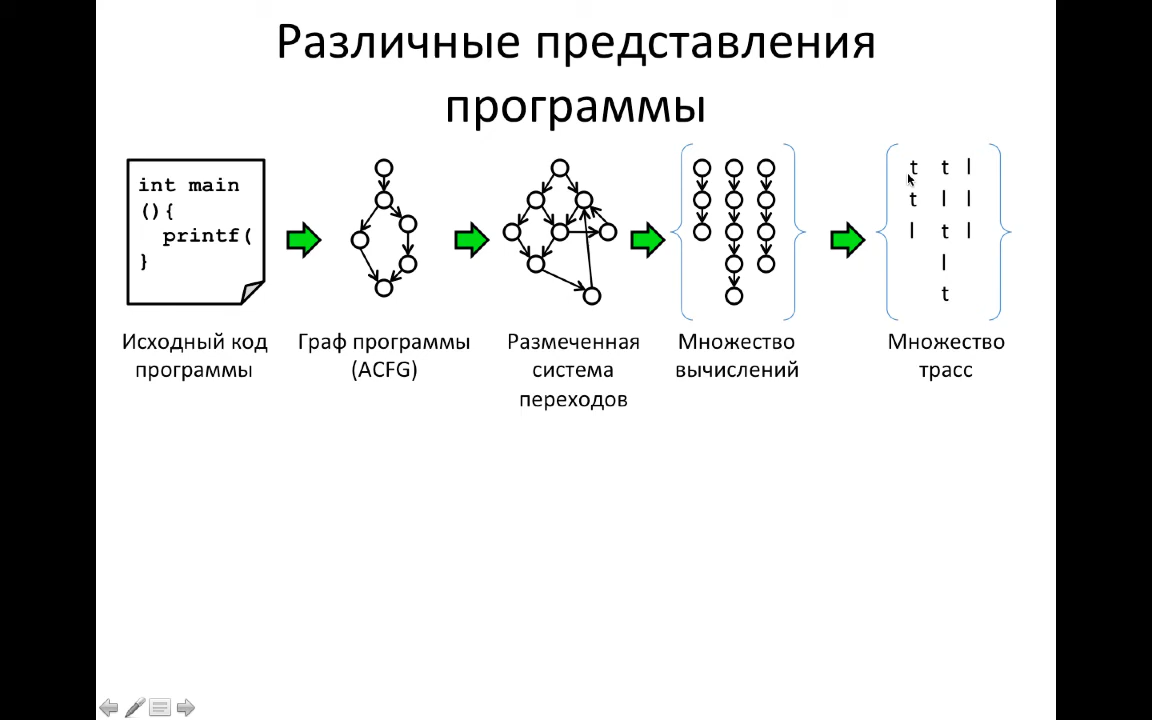 Различные представления
программы
int main
(){
printf(
}
t t l
t l l
l t l
l
t
Исходный код
программы
Граф программы
(ACFG)
Размеченная
система
переходов
Множество
вычислений
Множество
трасс